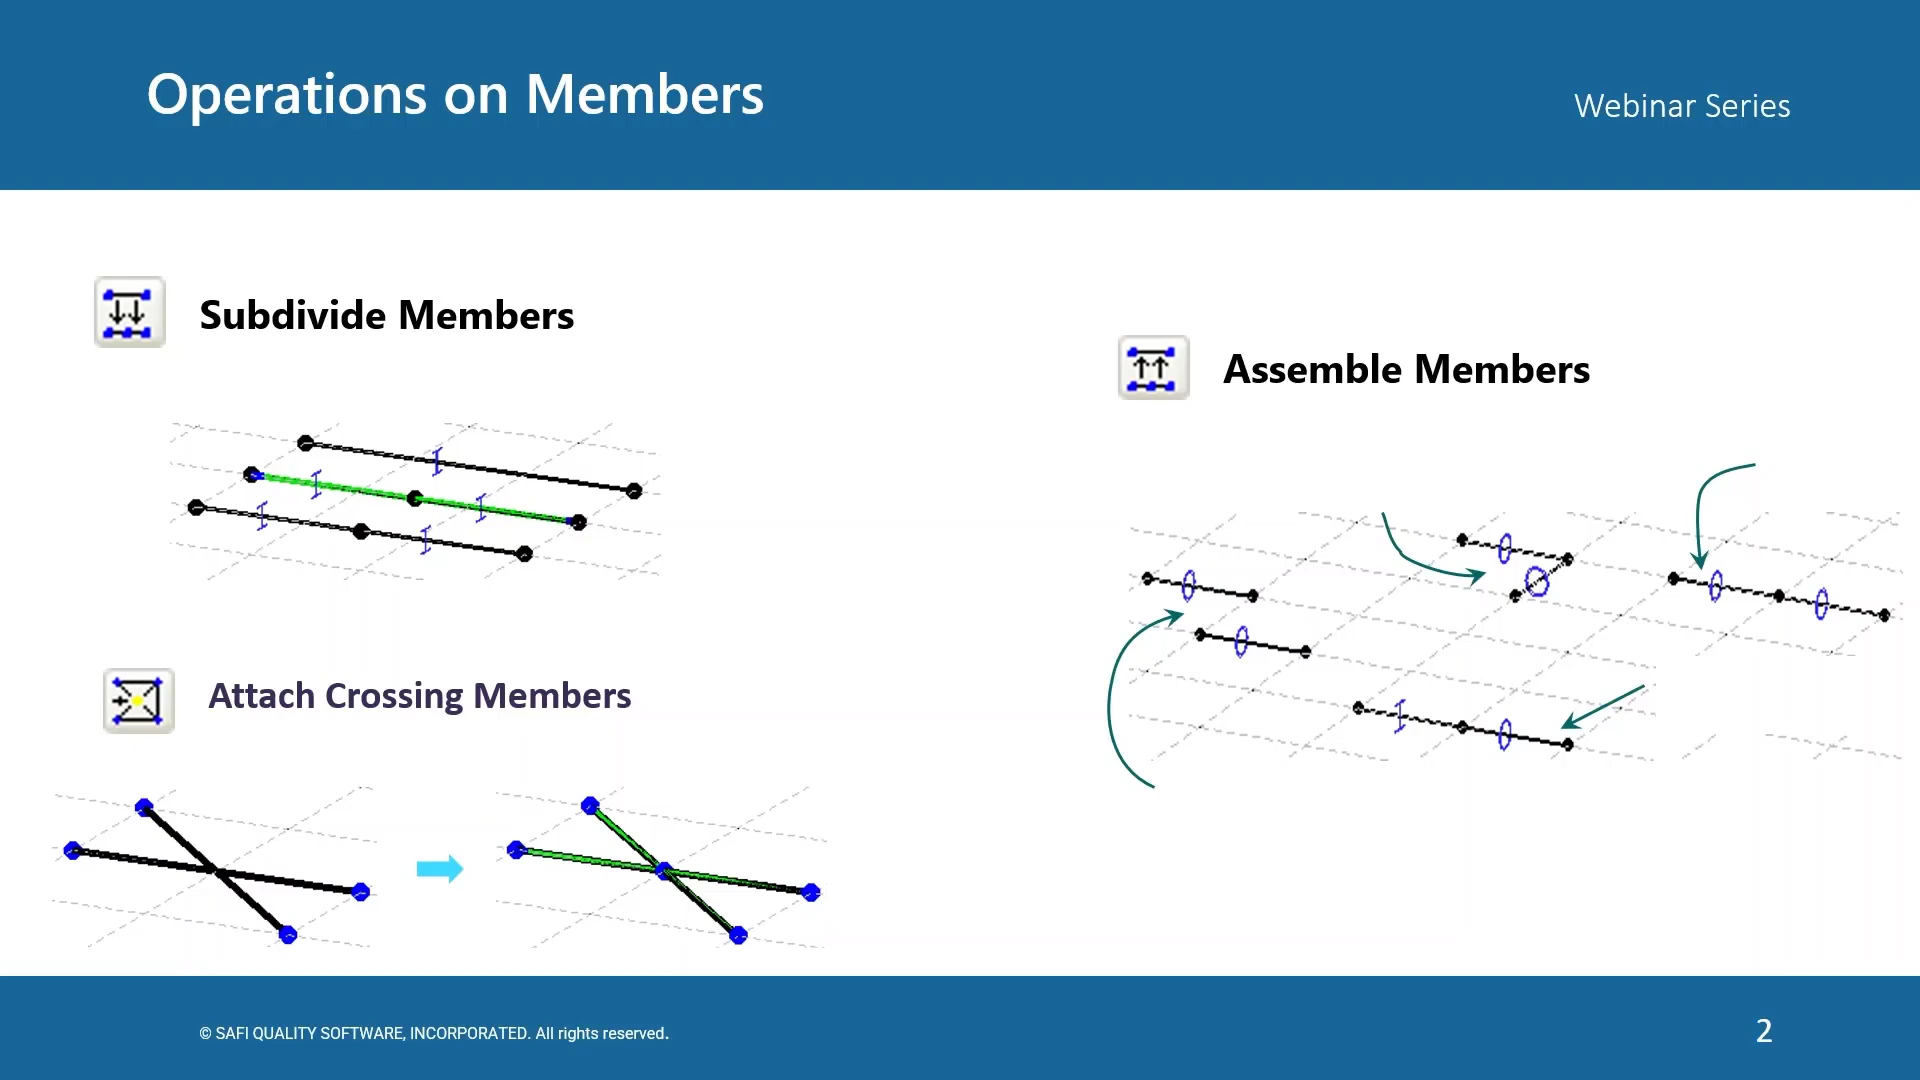 Operations on Members
Webinar Series
Subdivide Members
Assemble Members
Attach Crossing Members
© SAFI QUALITY SOFTWARE, INCORPORATED. All rights reserved.
2